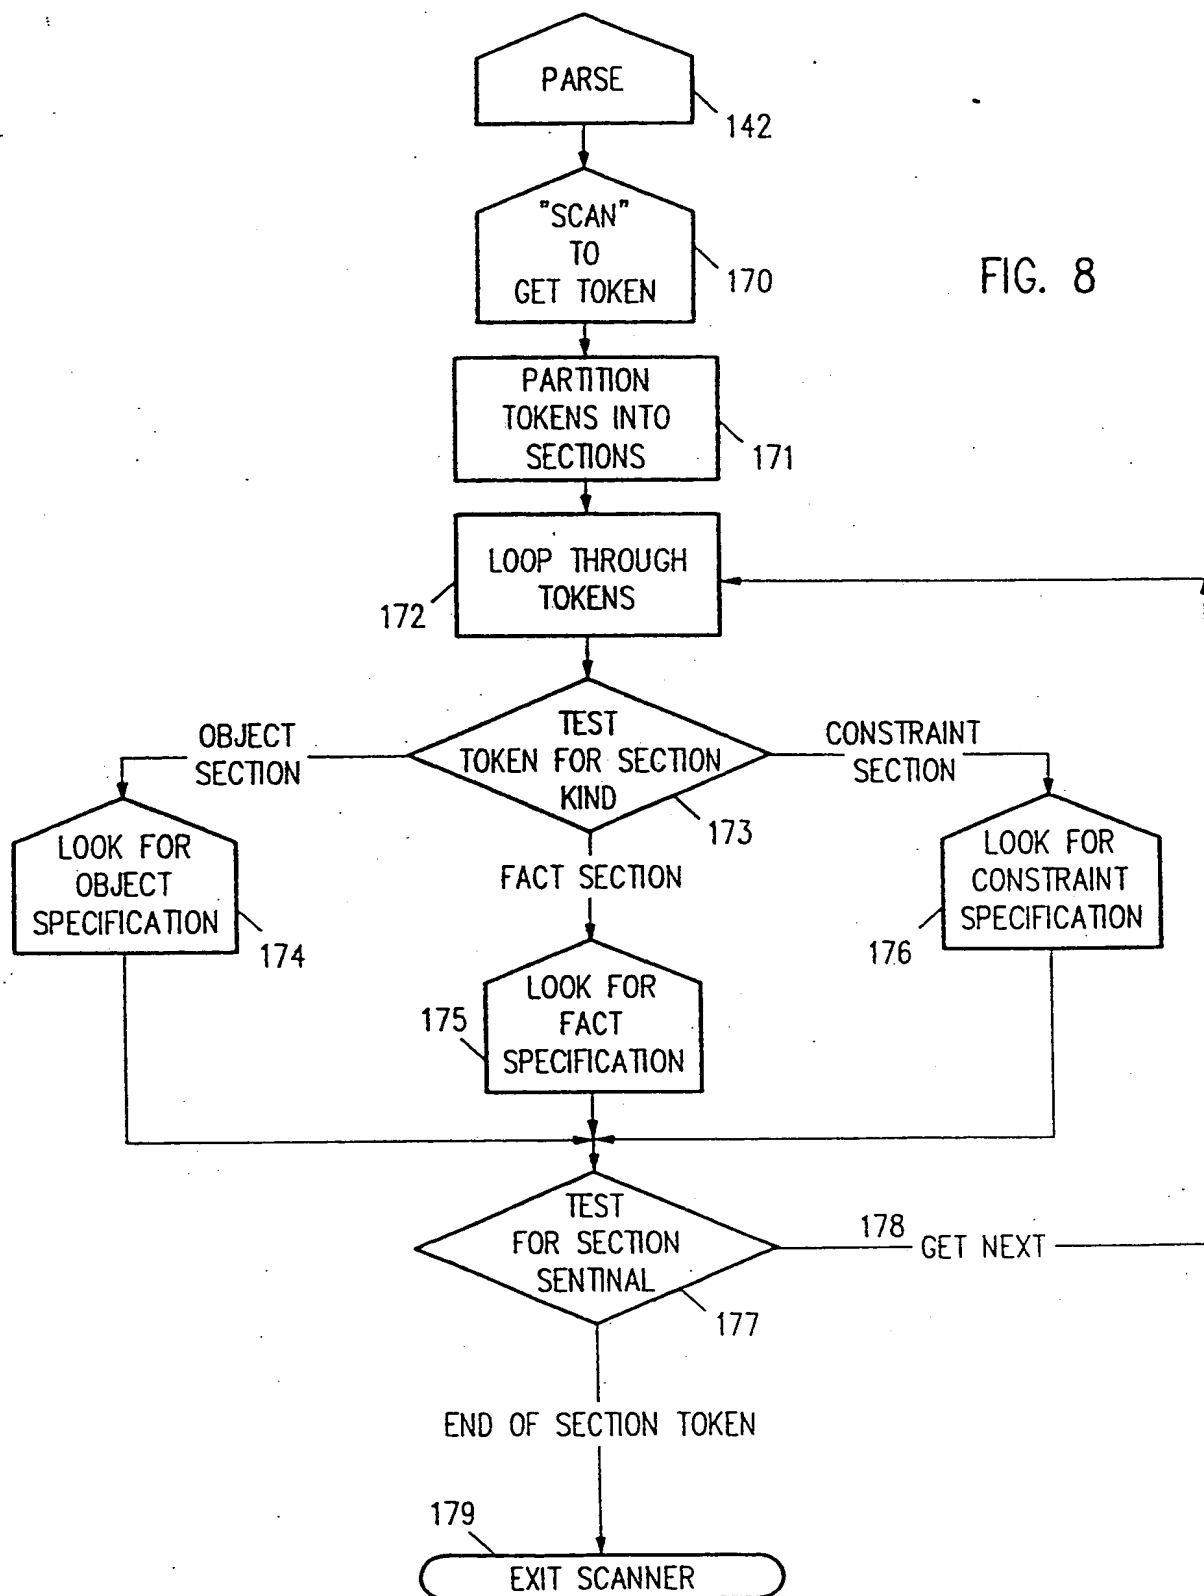 PARSE
142
"SCAN"
TO
GET TOKEN
170
FIG. 8
PARTITION
TOKENS INTO
SECTIONS
171
LOOP THROUGH
TOKENS
172
TEST
TOKEN FOR SECTION
KIND
173
OBJECT
SECTION
CONSTRAINT
SECTION
FACT SECTION
LOOK FOR
OBJECT
SPECIFICATION
174
LOOK FOR
CONSTRAINT
SPECIFICATION
176
LOOK FOR
FACT
SPECIFICATION
175
TEST
FOR SECTION
SENTINAL
177
178
GET NEXT
END OF SECTION TOKEN
179
EXIT SCANNER